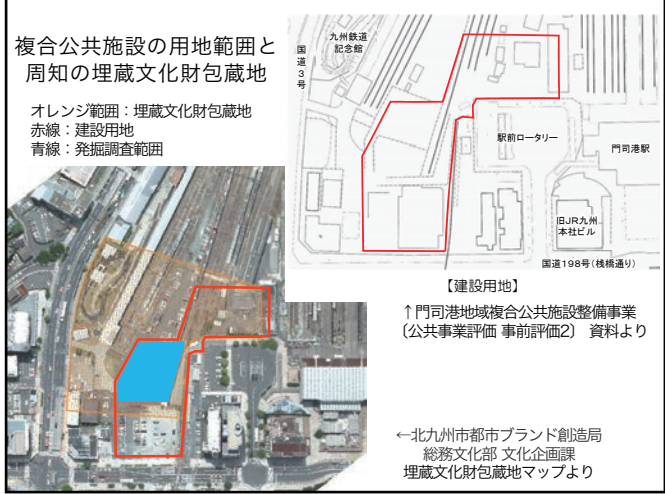 複合公共施設の用地範囲と
周知の埋蔵文化財包蔵地
オレンジ範囲：埋蔵文化財包蔵地
赤線：建設用地
青線：発掘調査範囲
九州鉄道
記念館
国道3号
駅前ロータリー
門司港駅
旧JR九州
本社ビル
国道198号(桟橋通り)
【建設用地】
↑門司港地域複合公共施設整備事業
〔公共事業評価 事前評価2〕 資料より
←北九州市都市ブランド創造局
総務文化部 文化企画課
埋蔵文化財包蔵地マップより